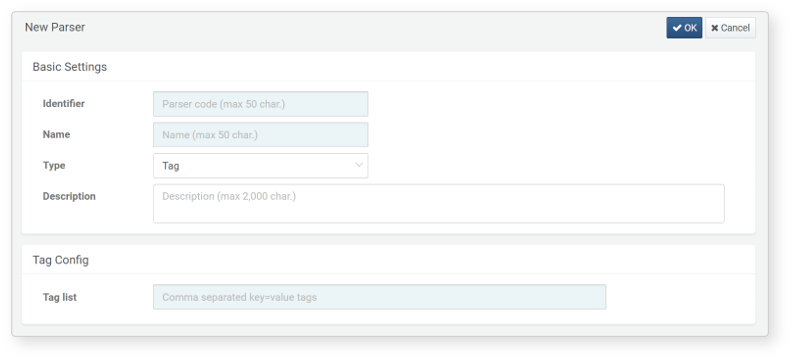 New Parser
OK
Cancel
Basic Settings
Identifier
Parser code (max 50 char.)
Name
Name (max 50 char.)
Type
Tag
Description
Description (max 2,000 char.)
Tag Config
Tag list
Comma separated key=value tags